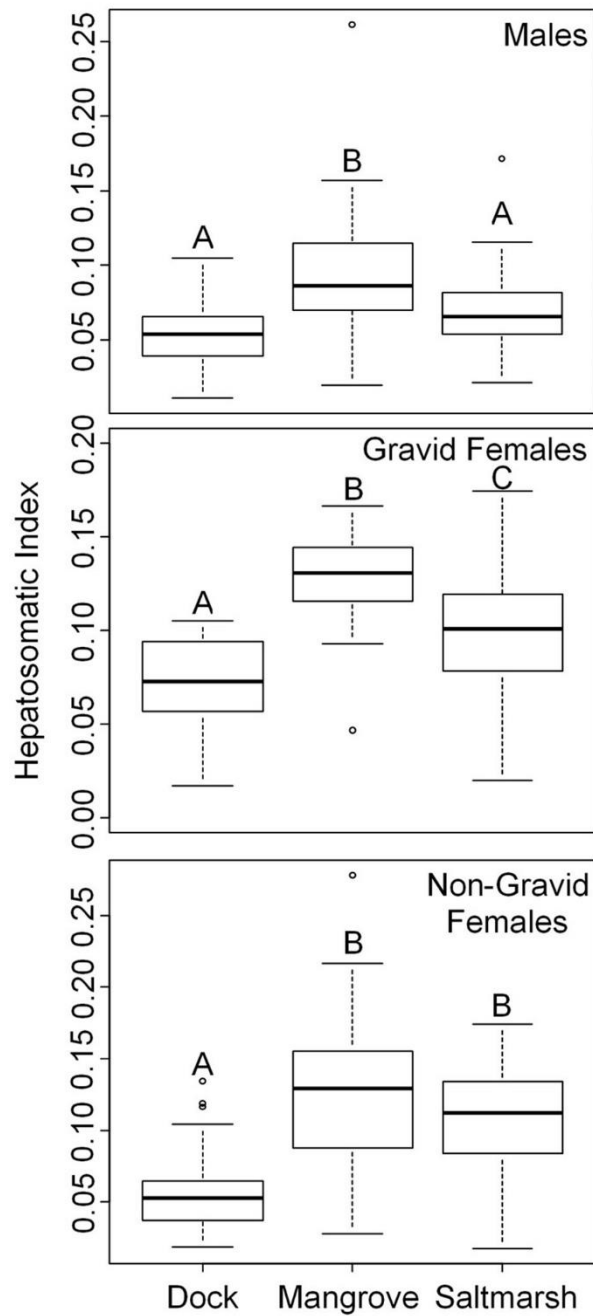 Males
0.25
0.20
0.15
0.10
0.05
A
B
A
Gravid Females
0.20
0.15
0.10
0.05
0.00
A
B
C
Hepatosomatic Index
Non-Gravid
Females
0.25
0.20
0.15
0.10
0.05
A
B
B
Dock Mangrove Saltmarsh